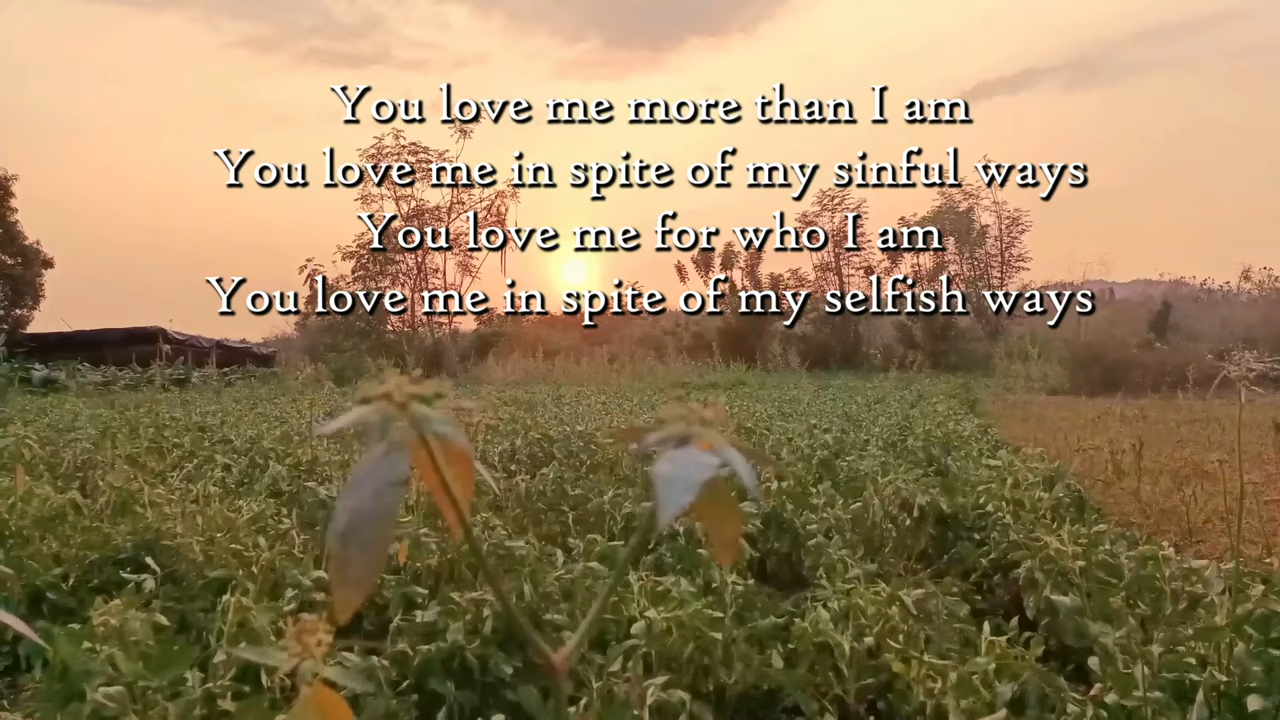 You love me more than I am
You love me in spite of my sinful ways
You love me for who I am
You love me in spite of my selfish ways